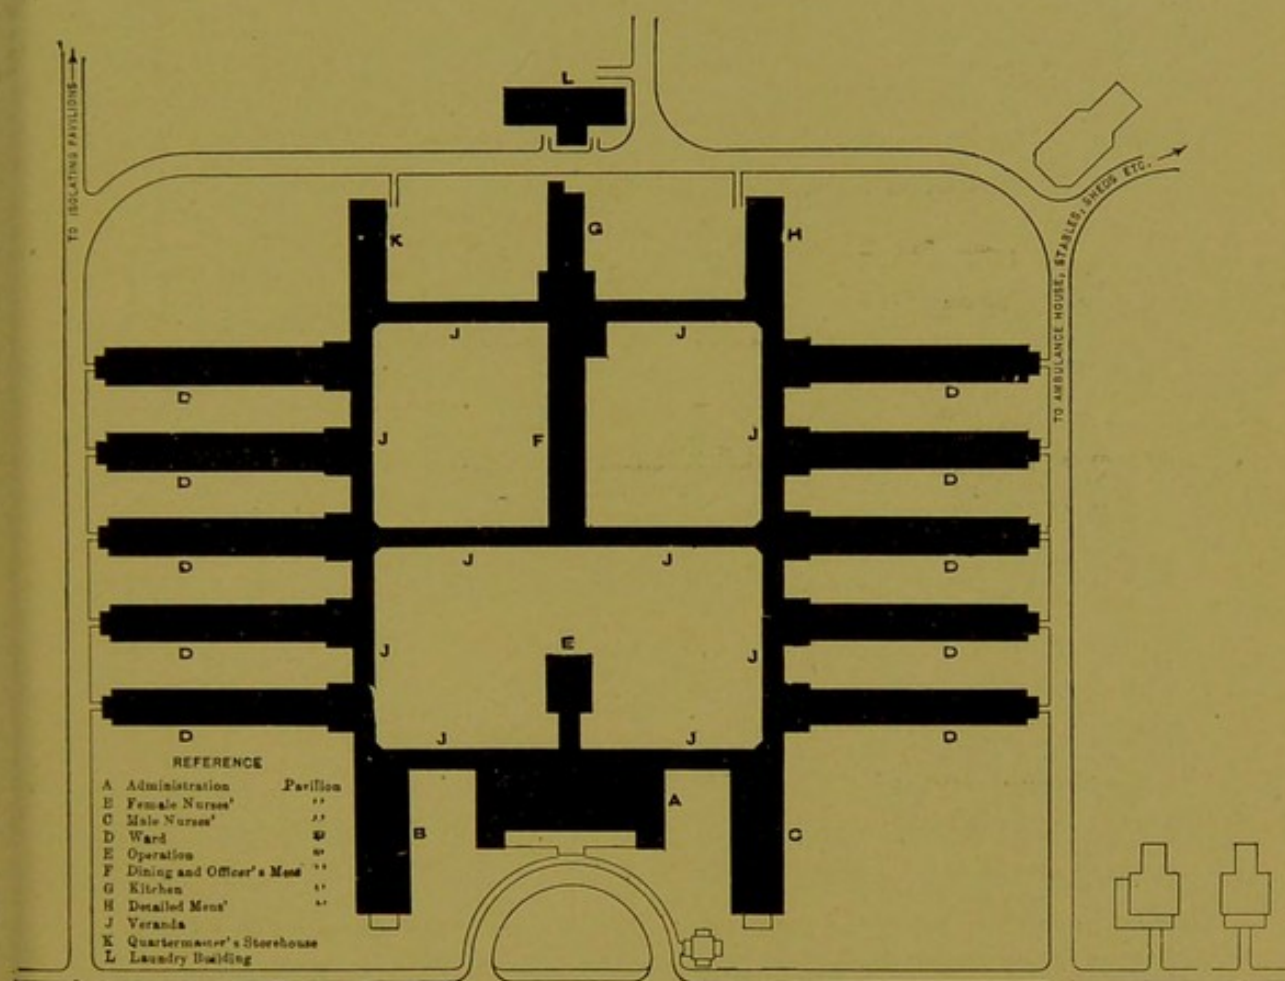 L
TO ISOLATING PAVILIONS
TO AMBULANCE HOUSE, STABLES, SHEDS ETC.
K
G
H
J
J
D
D
J
F
J
D
D
J
J
D
D
E
J
J
D
D
J
J
D
D
A
B
C
REFERENCE
A Administration Pavilion
B Female Nurses' "
C Male Nurses' "
D Ward "
E Operation "
F Dining and Officer's Mess "
G Kitchen "
H Detailed Mens' "
J Veranda
K Quartermaster's Storehouse
L Laundry Building